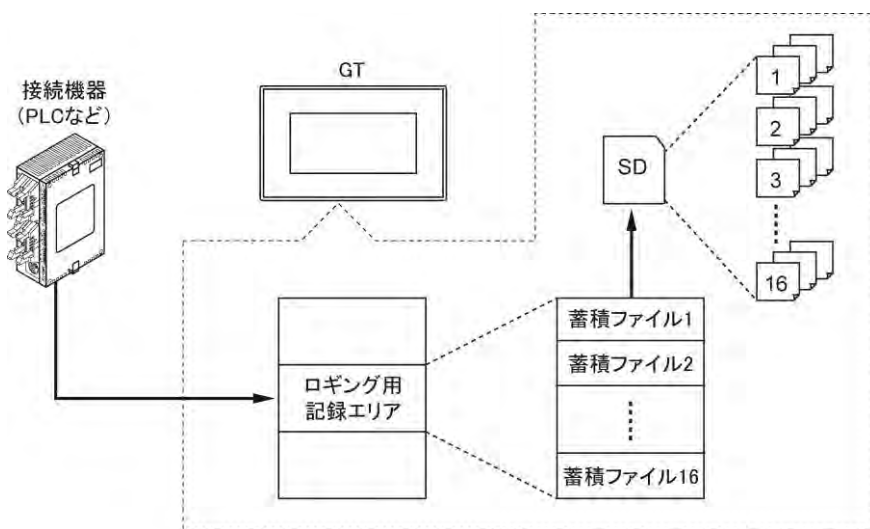 接続機器
(PLCなど)
GT
SD
1
2
3
16
ロギング用
記録エリア
蓄積ファイル1
蓄積ファイル2
蓄積ファイル16